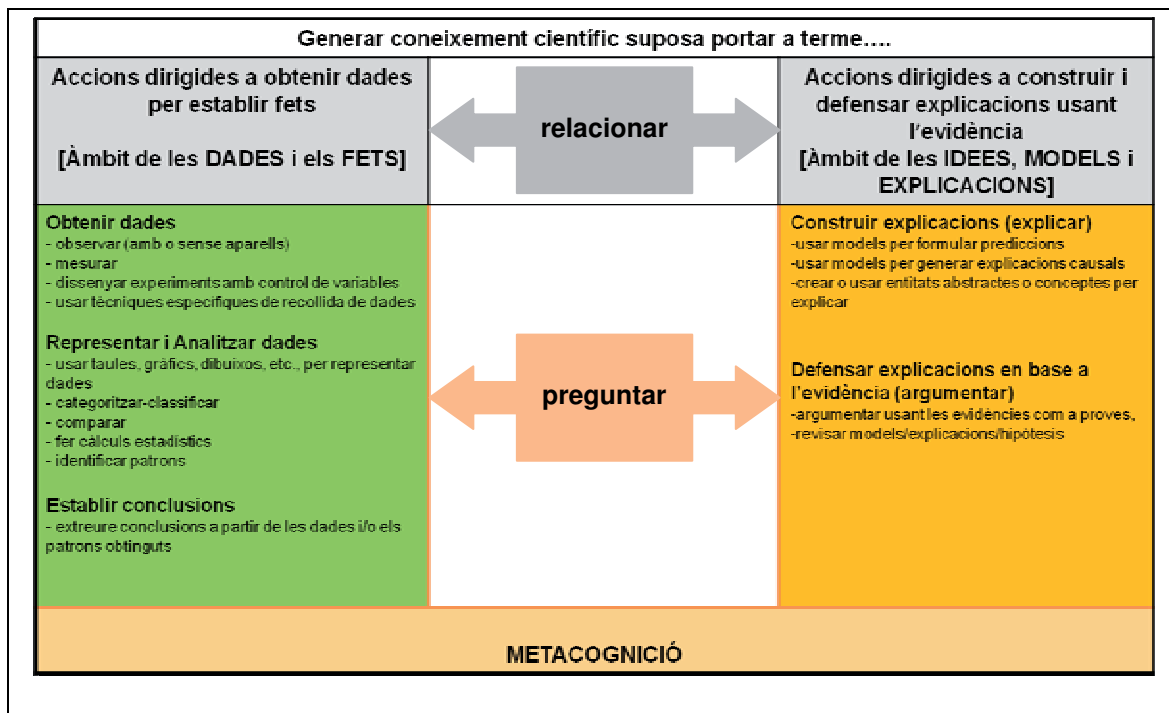 Generar coneixement científic suposa portar a terme....
Accions dirigides a obtenir dades
per establir fets
[Àmbit de les DADES i els FETS]
relacionar
Accions dirigides a construir i
defensar explicacions usant
l'evidència
[Àmbit de les IDEES, MODELS i
EXPLICACIONS]
Obtenir dades
- observar (amb o sense aparells)
- mesurar
- dissenyar experiments amb control de variables
- usar tècniques específiques de recollida de dades
Representar i Analitzar dades
- usar taules, gràfics, dibuixos, etc., per representar
dades
- categoritzar-classificar
- comparar
- fer càlculs estadístics
- identificar patrons
Establir conclusions
- extreure conclusions a partir de les dades i/o els
patrons obtinguts
preguntar
Construir explicacions (explicar)
-usar models per formular prediccions
-usar models per generar explicacions causals
-crear o usar entitats abstractes o conceptes per
explicar
Defensar explicacions en base a
l'evidència (argumentar)
-argumentar usant les evidències com a proves,
-revisar models/explicacions/hipòtesis
METACOGNICIÓ